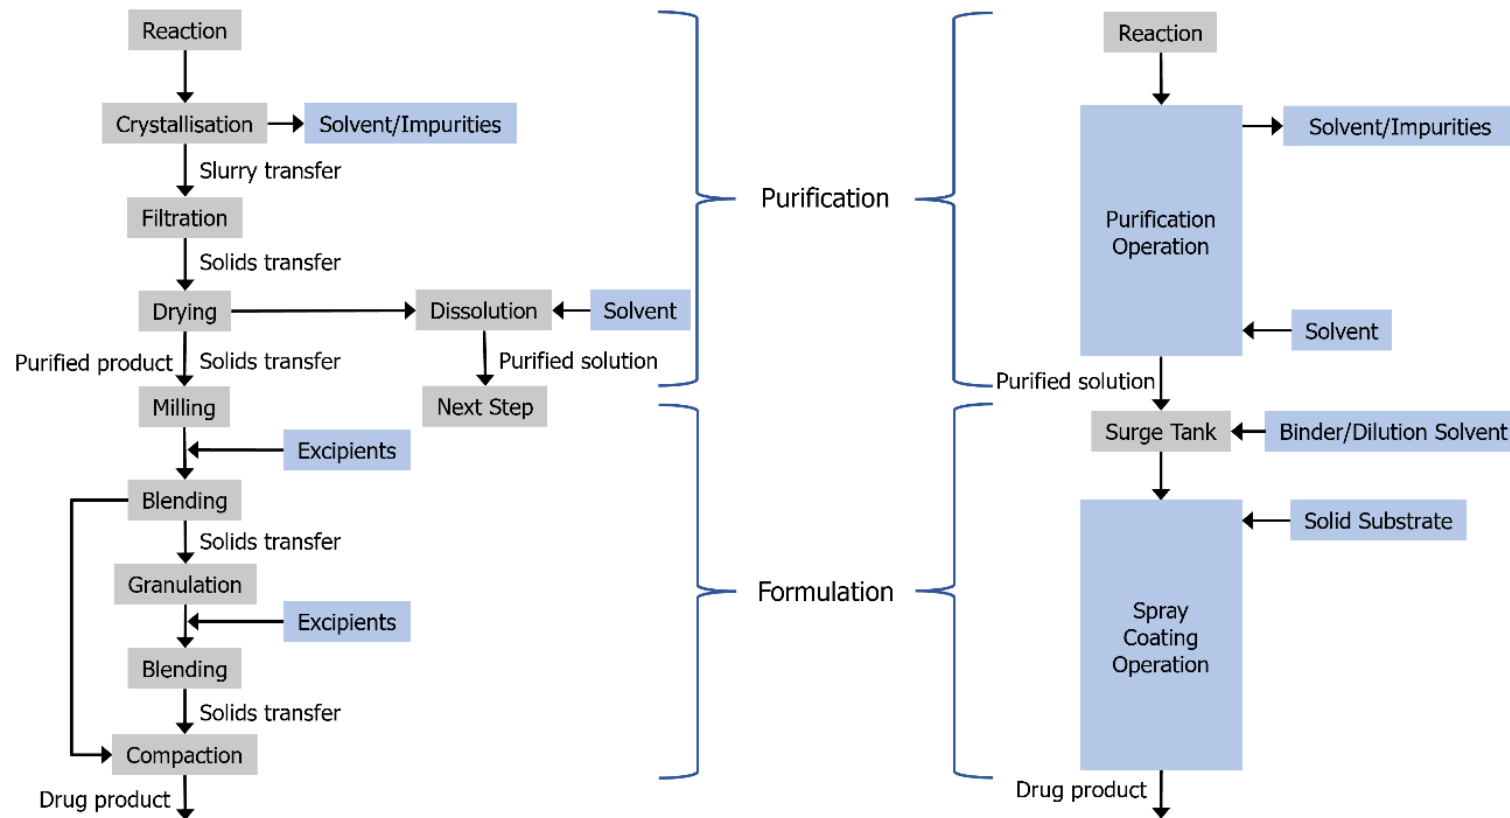 Reaction
Crystallisation
Solvent/Impurities
Slurry transfer
Filtration
Solids transfer
Drying
Dissolution
Solvent
Purified product
Solids transfer
Purified solution
Milling
Next Step
Excipients
Blending
Solids transfer
Granulation
Excipients
Blending
Solids transfer
Compaction
Drug product
Purification
Formulation
Reaction
Solvent/Impurities
Purification
Operation
Solvent
Purified solution
Surge Tank
Binder/Dilution Solvent
Solid Substrate
Spray
Coating
Operation
Drug product